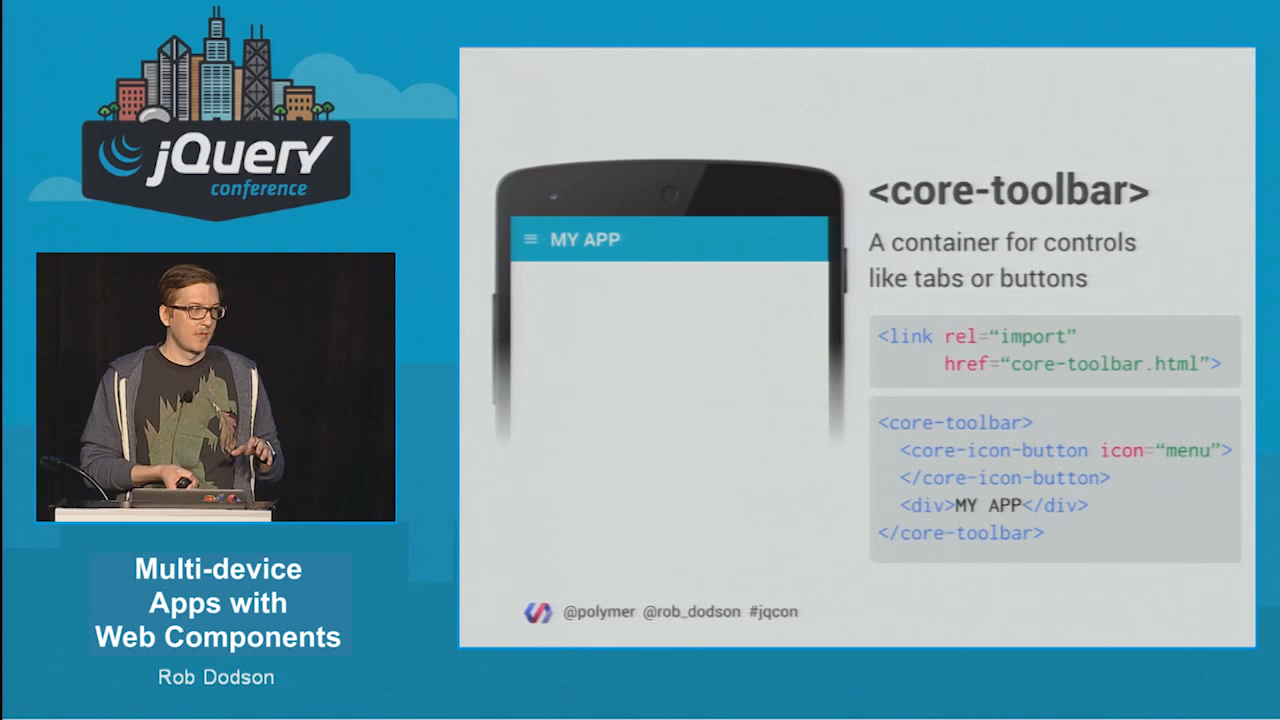 jQuery
conference
Multi-device
Apps with
Web Components
Rob Dodson
MY APP
<core-toolbar>
A container for controls
like tabs or buttons
<link rel=“import”
href=“core-toolbar.html”>
<core-toolbar>
<core-icon-button icon=“menu”>
</core-icon-button>
<div>MY APP</div>
</core-toolbar>
@polymer @rob_dodson #jqcon